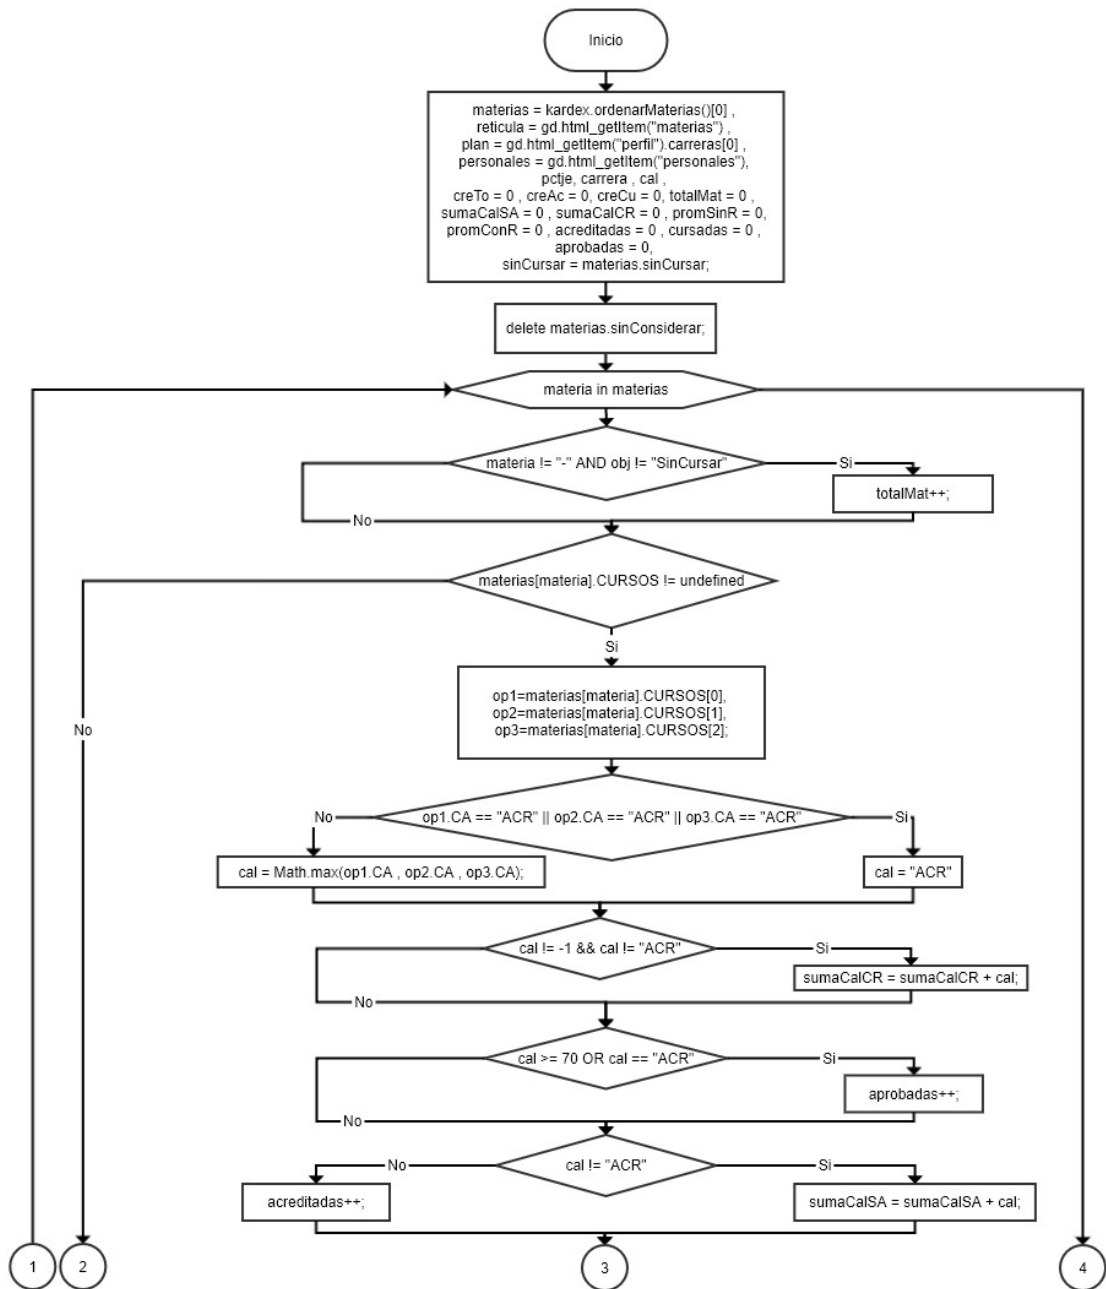 Inicio
materias = kardex.ordenarMaterias()[0] ,
reticula = gd.html_getItem("materias") ,
plan = gd.html_getItem("perfil").carreras[0] ,
personales = gd.html_getItem("personales"),
pctje, carrera , cal ,
creTo = 0 , creAc = 0, creCu = 0, totalMat = 0 ,
sumaCalSA = 0 , sumaCalCR = 0 , promSinR = 0,
promConR = 0 , acreditadas = 0 , cursadas = 0 ,
aprobadas = 0,
sinCursar = materias.sinCursar;
delete materias.sinConsiderar;
materia in materias
materia != "-" AND obj != "SinCursar"
Si
totalMat++;
No
materias[materia].CURSOS != undefined
Si
No
op1=materias[materia].CURSOS[0],
op2=materias[materia].CURSOS[1],
op3=materias[materia].CURSOS[2];
op1.CA == "ACR" || op2.CA == "ACR" || op3.CA == "ACR"
No
Si
cal = Math.max(op1.CA , op2.CA , op3.CA);
cal = "ACR"
cal != -1 && cal != "ACR"
Si
sumaCalCR = sumaCalCR + cal;
No
cal >= 70 OR cal == "ACR"
Si
aprobadas++;
No
cal != "ACR"
No
Si
acreditadas++;
sumaCalSA = sumaCalSA + cal;
1
2
3
4